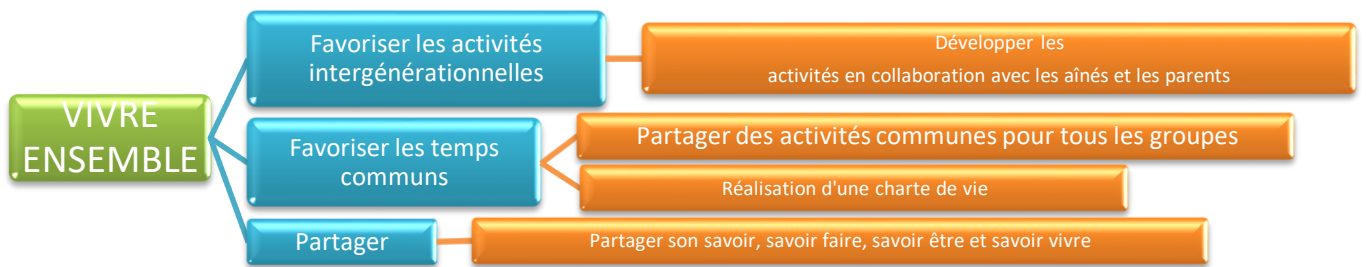 VIVRE
ENSEMBLE
Favoriser les activités
intergénérationnelles
Développer les
activités en collaboration avec les aînés et les parents
Favoriser les temps
communs
Partager des activités communes pour tous les groupes
Réalisation d'une charte de vie
Partager
Partager son savoir, savoir faire, savoir être et savoir vivre